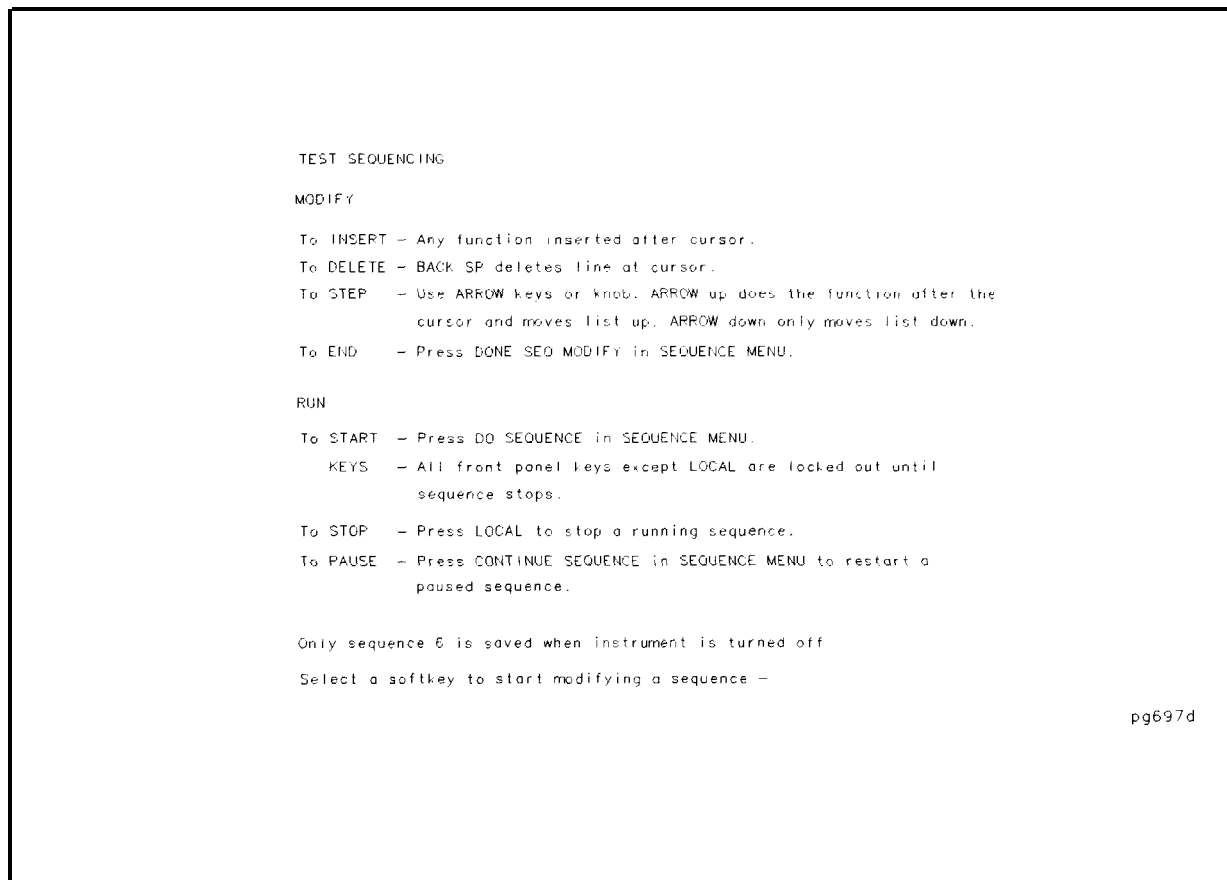 TEST SEQUENCING
MODIFY
To INSERT – Any function inserted after cursor.
To DELETE – BACK SP deletes line at cursor.
To STEP – Use ARROW keys or knob. ARROW up does the function after the
cursor and moves list up. ARROW down only moves list down.
To END – Press DONE SEQ MODIFY in SEQUENCE MENU.
RUN
To START – Press DO SEQUENCE in SEQUENCE MENU.
KEYS – All front panel keys except LOCAL are locked out until
sequence stops.
To STOP – Press LOCAL to stop a running sequence.
To PAUSE – Press CONTINUE SEQUENCE in SEQUENCE MENU to restart a
paused sequence.
Only sequence 6 is saved when instrument is turned off
Select a softkey to start modifying a sequence –
pg697d